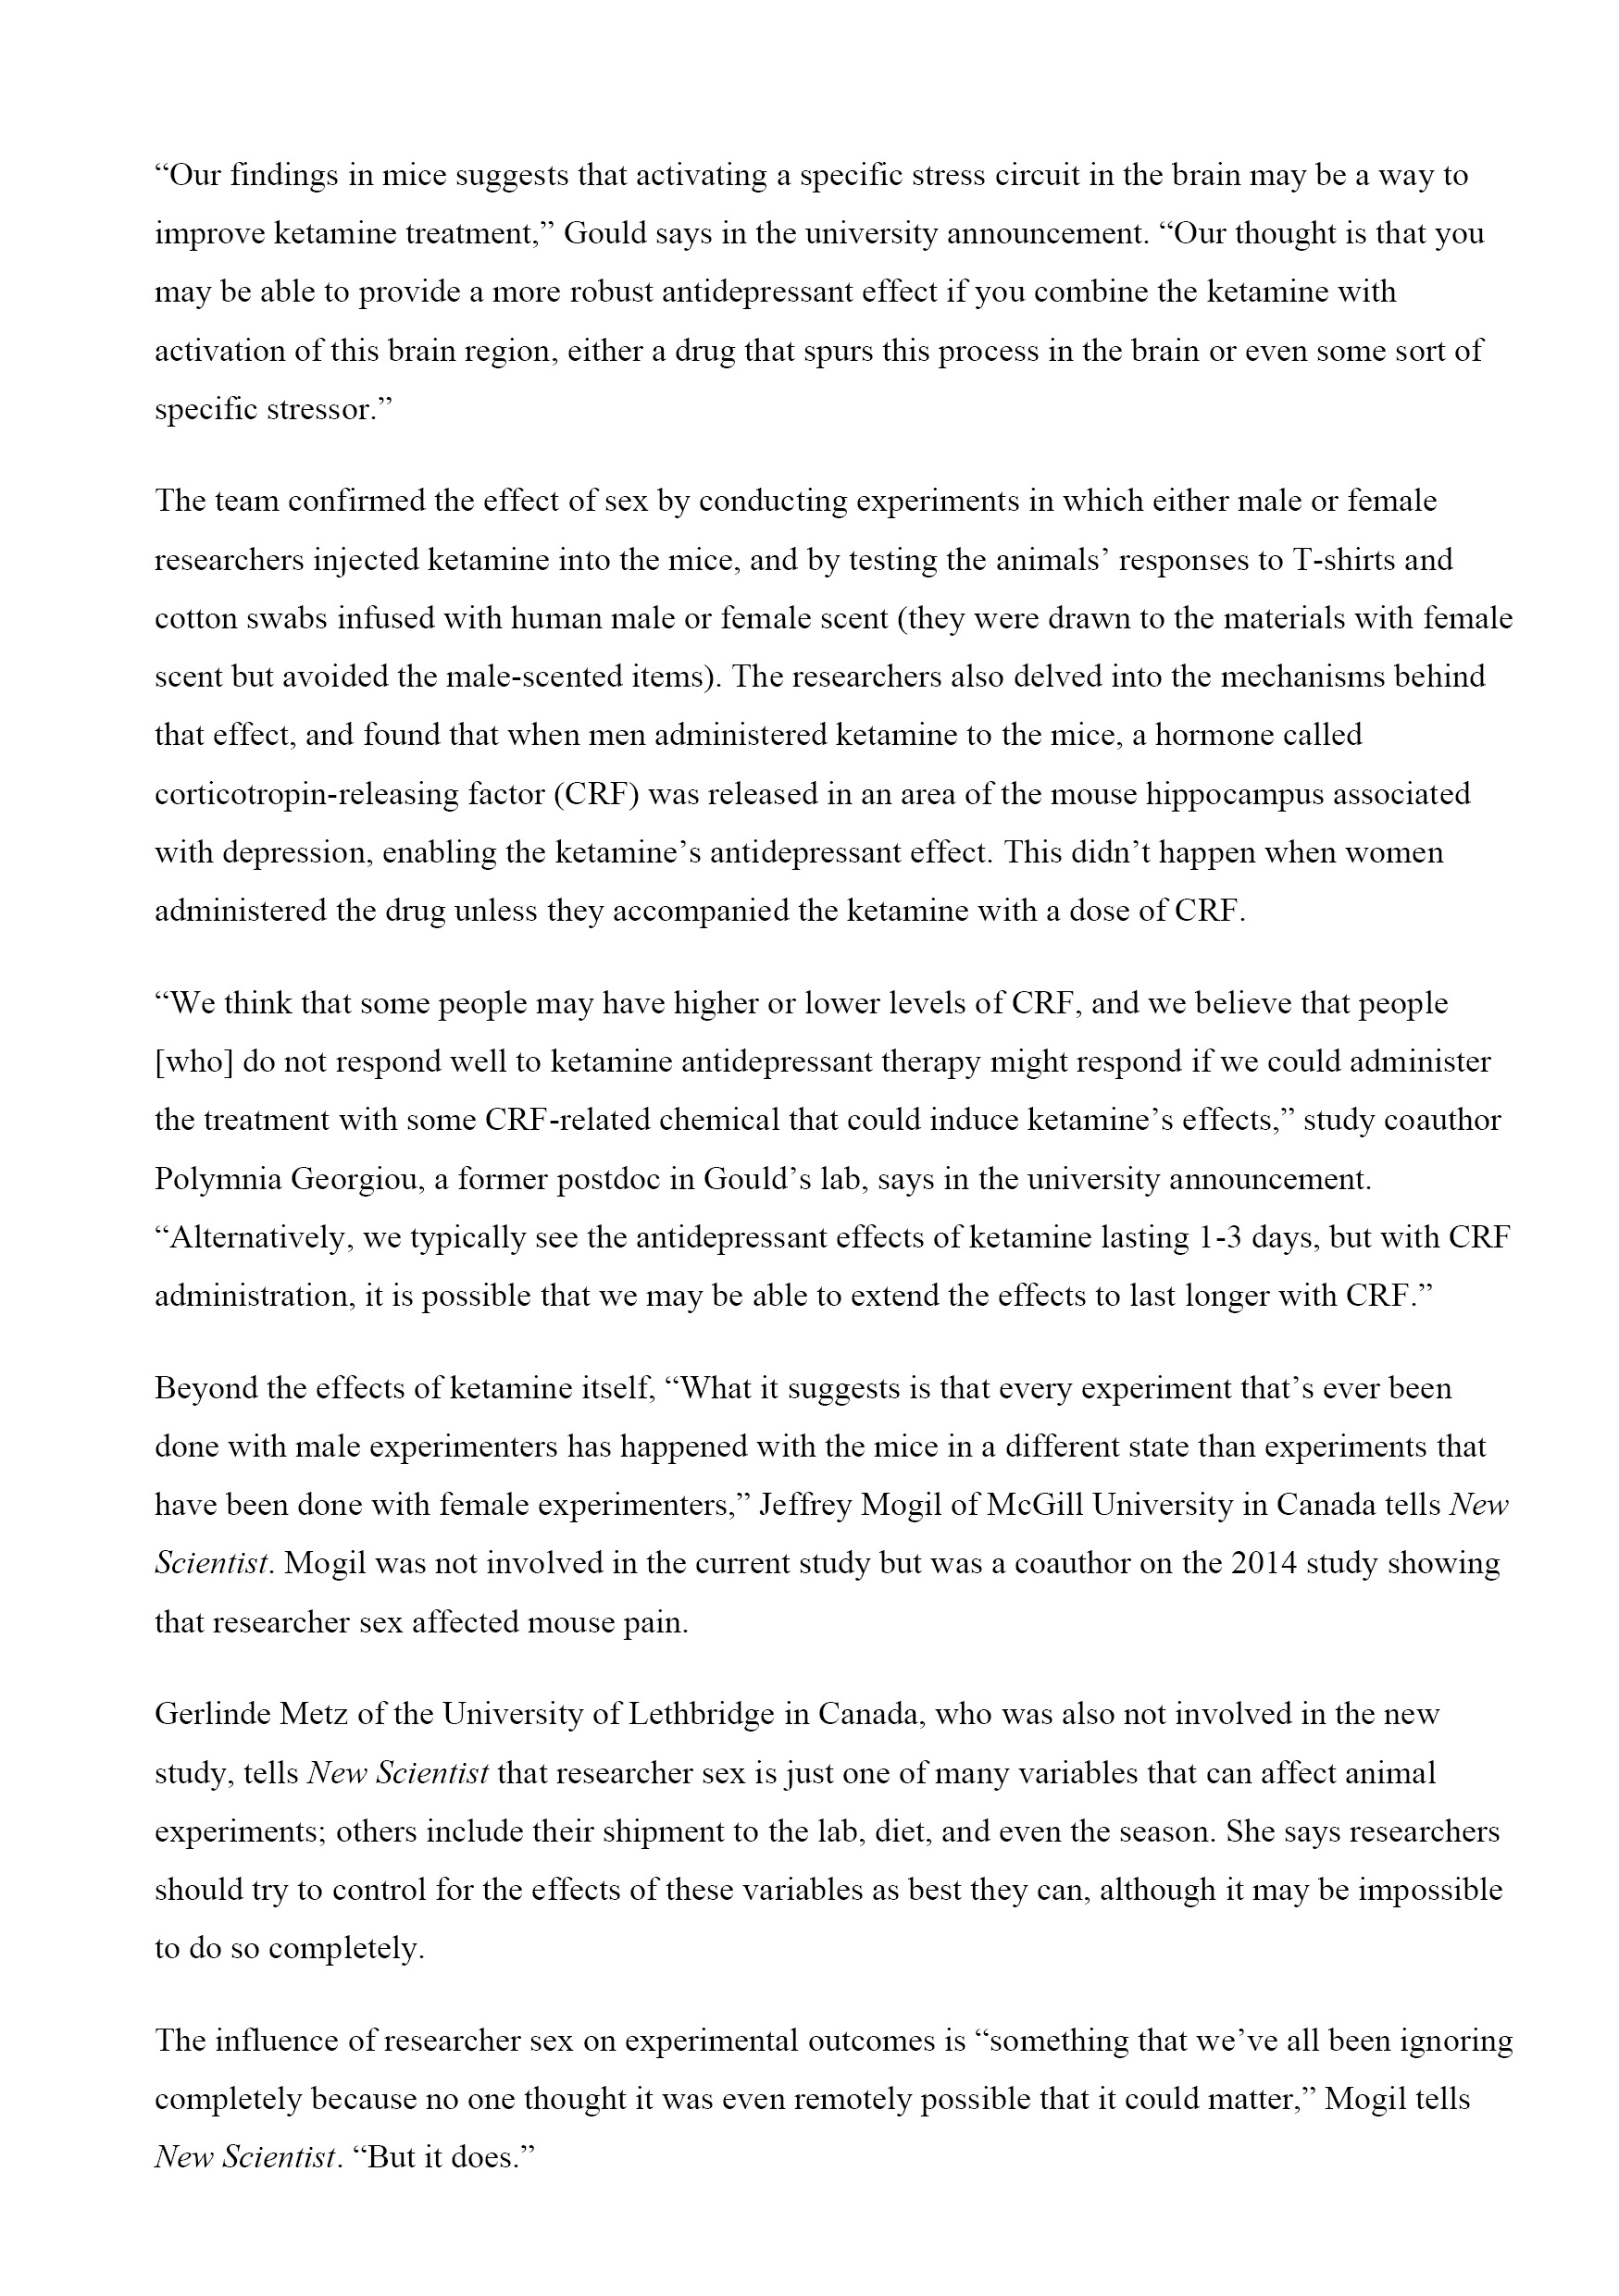 “Our findings in mice suggests that activating a specific stress circuit in the brain may be a way to
improve ketamine treatment,” Gould says in the university announcement. “Our thought is that you
may be able to provide a more robust antidepressant effect if you combine the ketamine with
activation of this brain region, either a drug that spurs this process in the brain or even some sort of
specific stressor.”
The team confirmed the effect of sex by conducting experiments in which either male or female
researchers injected ketamine into the mice, and by testing the animals’ responses to T-shirts and
cotton swabs infused with human male or female scent (they were drawn to the materials with female
scent but avoided the male-scented items). The researchers also delved into the mechanisms behind
that effect, and found that when men administered ketamine to the mice, a hormone called
corticotropin-releasing factor (CRF) was released in an area of the mouse hippocampus associated
with depression, enabling the ketamine’s antidepressant effect. This didn’t happen when women
administered the drug unless they accompanied the ketamine with a dose of CRF.
“We think that some people may have higher or lower levels of CRF, and we believe that people
[who] do not respond well to ketamine antidepressant therapy might respond if we could administer
the treatment with some CRF-related chemical that could induce ketamine’s effects,” study coauthor
Polymnia Georgiou, a former postdoc in Gould’s lab, says in the university announcement.
“Alternatively, we typically see the antidepressant effects of ketamine lasting 1-3 days, but with CRF
administration, it is possible that we may be able to extend the effects to last longer with CRF.”
Beyond the effects of ketamine itself, “What it suggests is that every experiment that’s ever been
done with male experimenters has happened with the mice in a different state than experiments that
have been done with female experimenters,” Jeffrey Mogil of McGill University in Canada tells New
Scientist. Mogil was not involved in the current study but was a coauthor on the 2014 study showing
that researcher sex affected mouse pain.
Gerlinde Metz of the University of Lethbridge in Canada, who was also not involved in the new
study, tells New Scientist that researcher sex is just one of many variables that can affect animal
experiments; others include their shipment to the lab, diet, and even the season. She says researchers
should try to control for the effects of these variables as best they can, although it may be impossible
to do so completely.
The influence of researcher sex on experimental outcomes is “something that we’ve all been ignoring
completely because no one thought it was even remotely possible that it could matter,” Mogil tells
New Scientist. “But it does.”